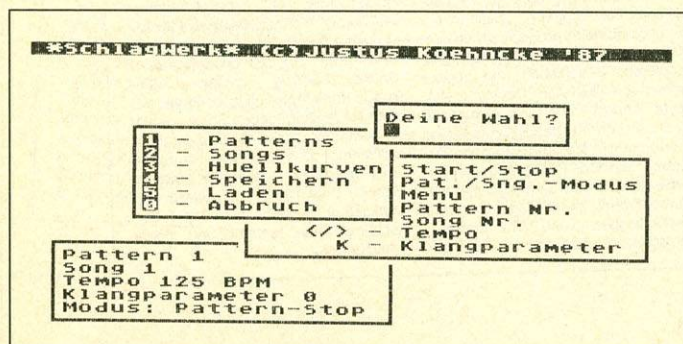 *SchlagWerk* (c) Justus Koehncke '87
Deine Wahl?
1 - Patterns
2 - Songs
3 - Huellkurven
4 - Speichern
5 - Laden
0 - Abbruch
Start/Stop
Pat./Sng.-Modus
Menu
Pattern Nr.
Song Nr.
</> - Tempo
K - Klangparameter
Pattern 1
Song 1
Tempo 125 BPM
Klangparameter 0
Modus: Pattern-Stop